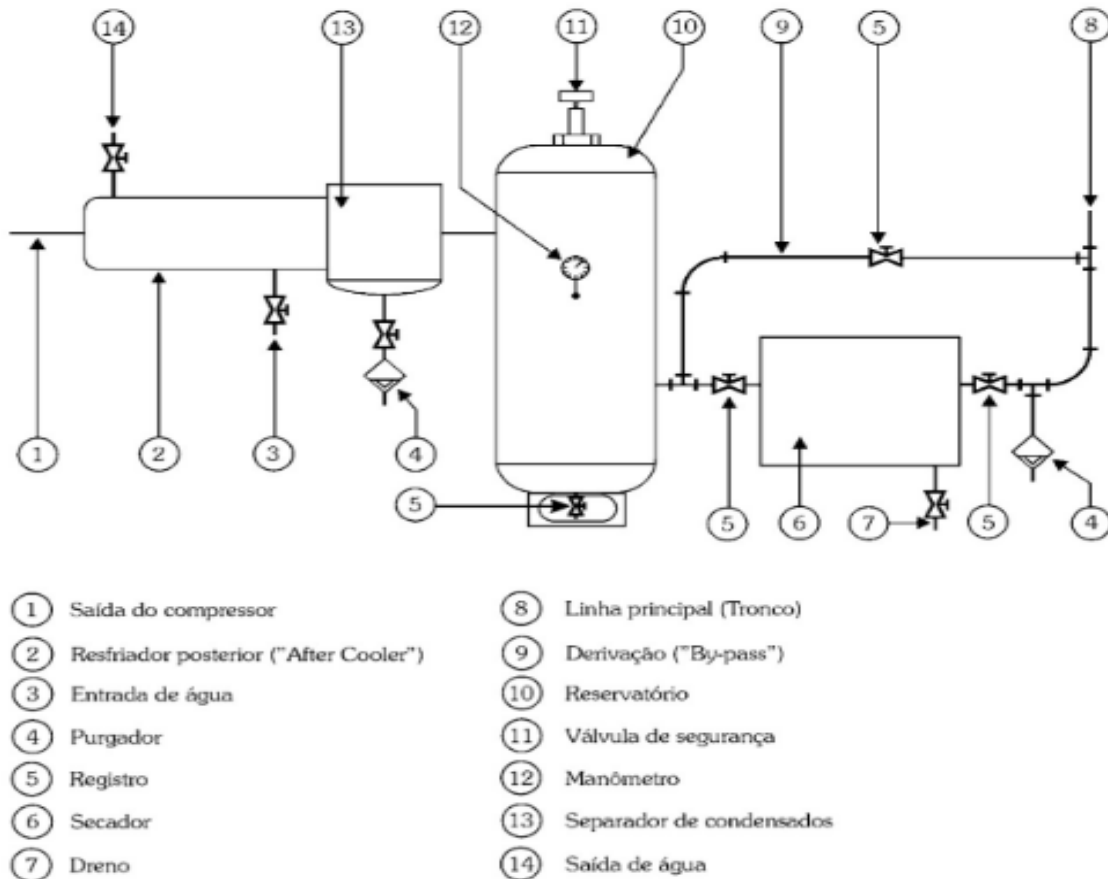 14 13 12 11 10 9 5 8
1 2 3 4 5 5 6 7 5 4
1 Saída do compressor
2 Resfriador posterior ("After Cooler")
3 Entrada de água
4 Purgador
5 Registro
6 Secador
7 Dreno
8 Linha principal (Tronco)
9 Derivação ("By-pass")
10 Reservatório
11 Válvula de segurança
12 Manômetro
13 Separador de condensados
14 Saída de água